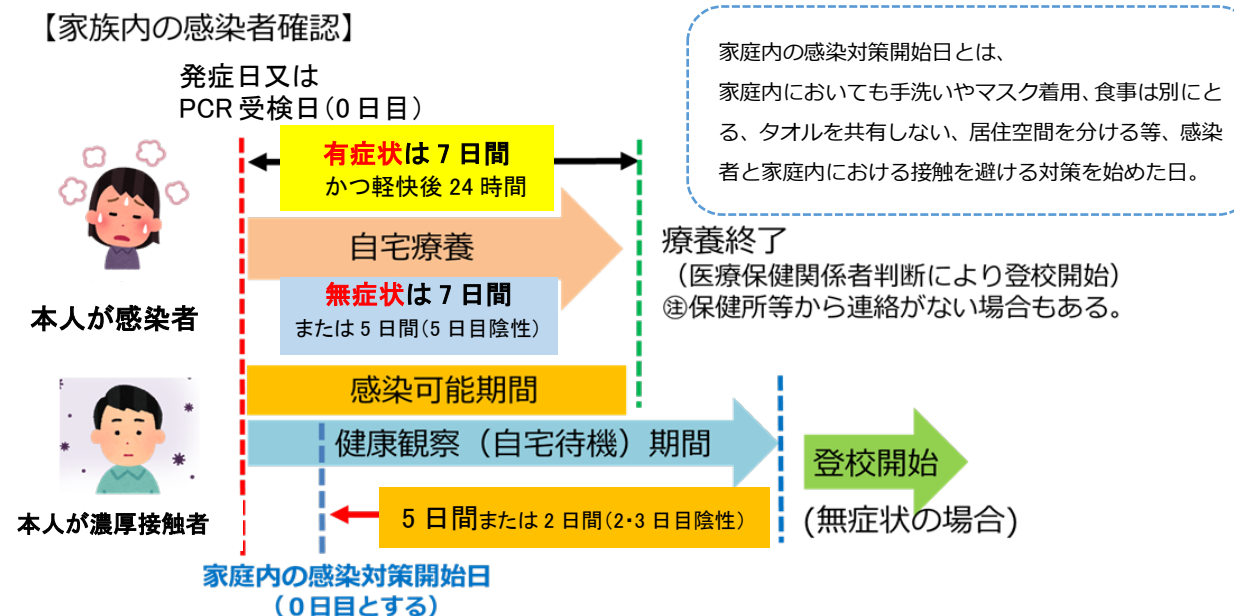 【家族内の感染者確認】
発症日又は
PCR 受検日(0 日目)
家庭内の感染対策開始日とは、
家庭内においても手洗いやマスク着用、食事は別にと
る、タオルを共有しない、居住空間を分ける等、感染
者と家庭内における接触を避ける対策を始めた日。
有症状は 7 日間
かつ軽快後 24 時間
自宅療養
無症状は 7 日間
または 5 日間(5 日目陰性)
本人が感染者
療養終了
（医療保健関係者判断により登校開始）
㊟保健所等から連絡がない場合もある。
感染可能期間
健康観察（自宅待機）期間
登校開始
(無症状の場合)
5 日間または 2 日間(2・3 日目陰性)
本人が濃厚接触者
家庭内の感染対策開始日
（０日目とする）